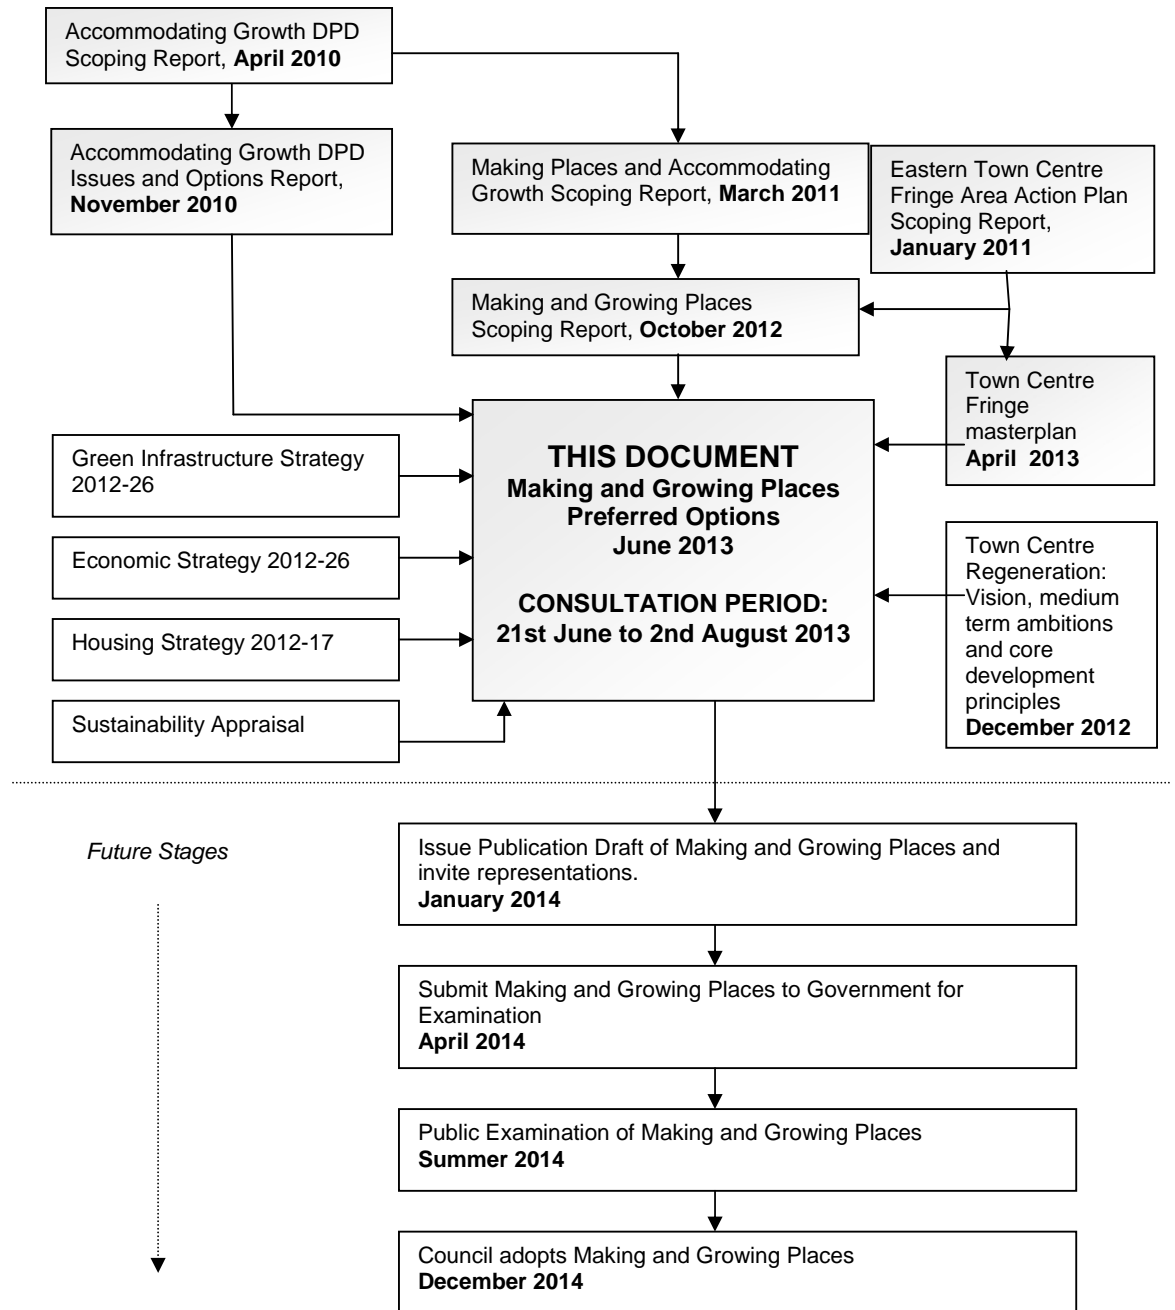 Accommodating Growth DPD
Scoping Report, April 2010
Accommodating Growth DPD
Issues and Options Report,
November 2010
Making Places and Accommodating
Growth Scoping Report, March 2011
Eastern Town Centre
Fringe Area Action Plan
Scoping Report,
January 2011
Making and Growing Places
Scoping Report, October 2012
Town Centre
Fringe
masterplan
April 2013
Green Infrastructure Strategy
2012-26
Economic Strategy 2012-26
Housing Strategy 2012-17
Sustainability Appraisal
THIS DOCUMENT
Making and Growing Places
Preferred Options
June 2013
CONSULTATION PERIOD:
21st June to 2nd August 2013
Town Centre
Regeneration:
Vision, medium
term ambitions
and core
development
principles
December 2012
Future Stages
Issue Publication Draft of Making and Growing Places and
invite representations.
January 2014
Submit Making and Growing Places to Government for
Examination
April 2014
Public Examination of Making and Growing Places
Summer 2014
Council adopts Making and Growing Places
December 2014